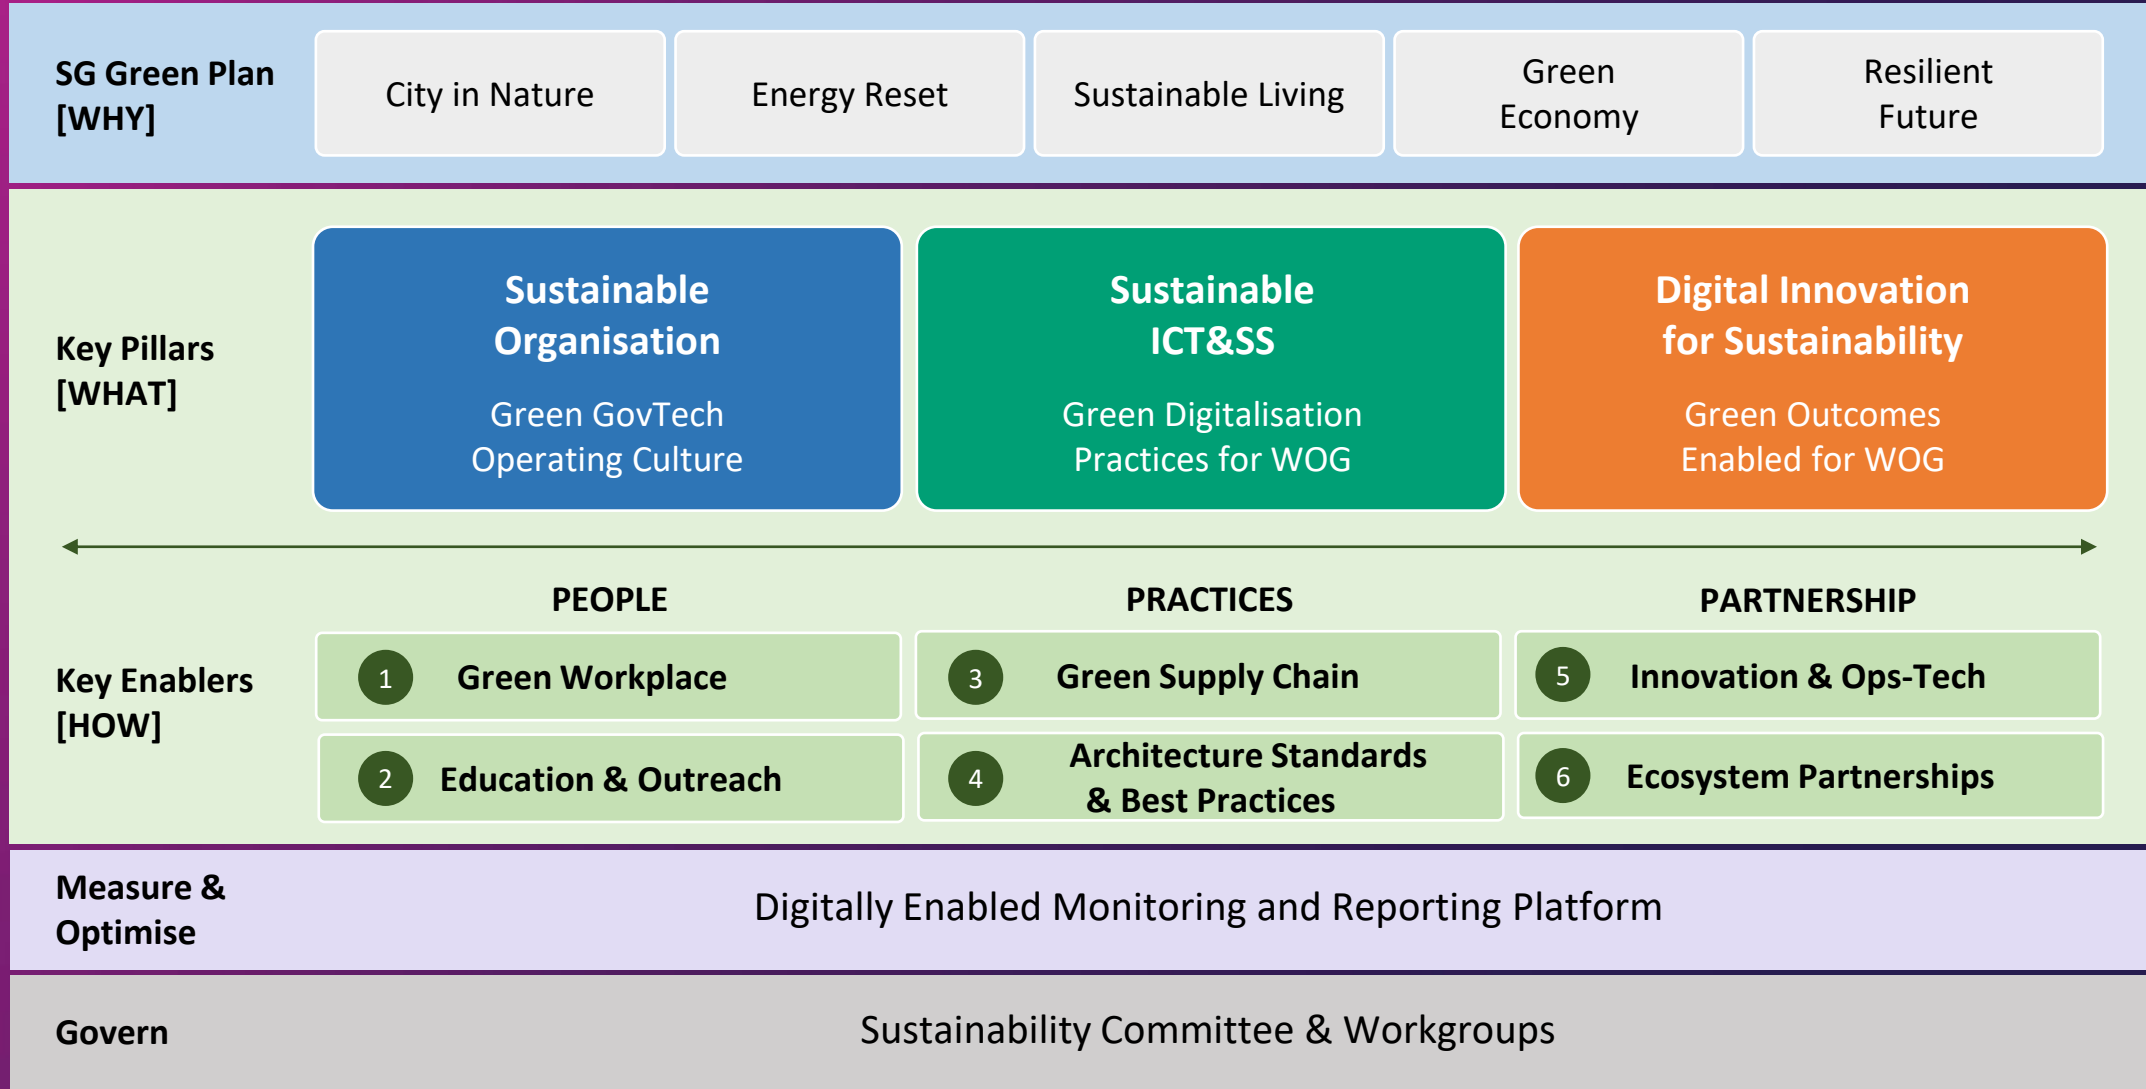 SG Green Plan
[WHY]
City in Nature
Energy Reset
Sustainable Living
Green
Economy
Resilient
Future
Key Pillars
[WHAT]
Sustainable
Organisation
Green GovTech
Operating Culture
Sustainable
ICT&SS
Green Digitalisation
Practices for WOG
Digital Innovation
for Sustainability
Green Outcomes
Enabled for WOG
Key Enablers
[HOW]
PEOPLE
1 Green Workplace
2 Education & Outreach
PRACTICES
3 Green Supply Chain
4 Architecture Standards
& Best Practices
PARTNERSHIP
5 Innovation & Ops-Tech
6 Ecosystem Partnerships
Measure &
Optimise
Digitally Enabled Monitoring and Reporting Platform
Govern
Sustainability Committee & Workgroups